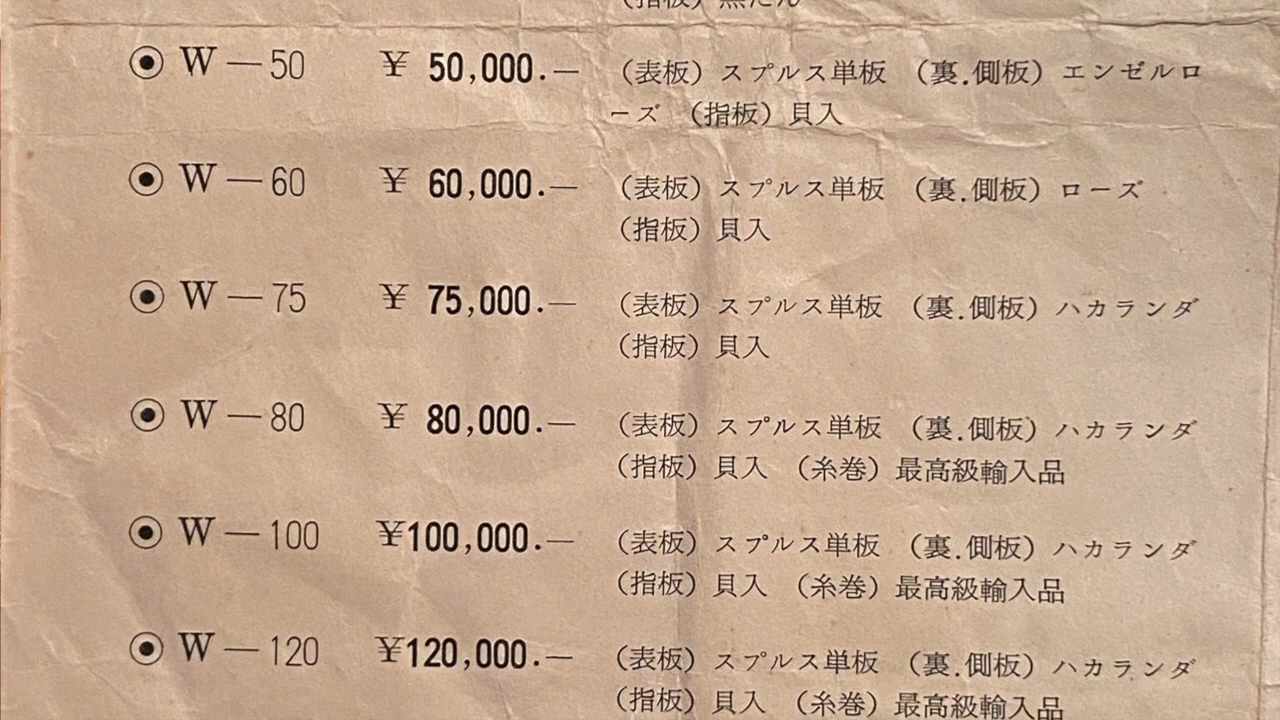 (指板) 黒たん
◉ W — 50 ¥ 50,000.— (表板) スプルス単板 (裏.側板) エンゼルロ
ーズ (指板) 貝入
◉ W — 60 ¥ 60,000.— (表板) スプルス単板 (裏.側板) ローズ
(指板) 貝入
◉ W — 75 ¥ 75,000.— (表板) スプルス単板 (裏.側板) ハカランダ
(指板) 貝入
◉ W — 80 ¥ 80,000.— (表板) スプルス単板 (裏.側板) ハカランダ
(指板) 貝入 (糸巻) 最高級輸入品
◉ W — 100 ¥100,000.— (表板) スプルス単板 (裏.側板) ハカランダ
(指板) 貝入 (糸巻) 最高級輸入品
◉ W — 120 ¥120,000.— (表板) スプルス単板 (裏.側板) ハカランダ
(指板) 貝入 (糸巻) 最高級輸入品